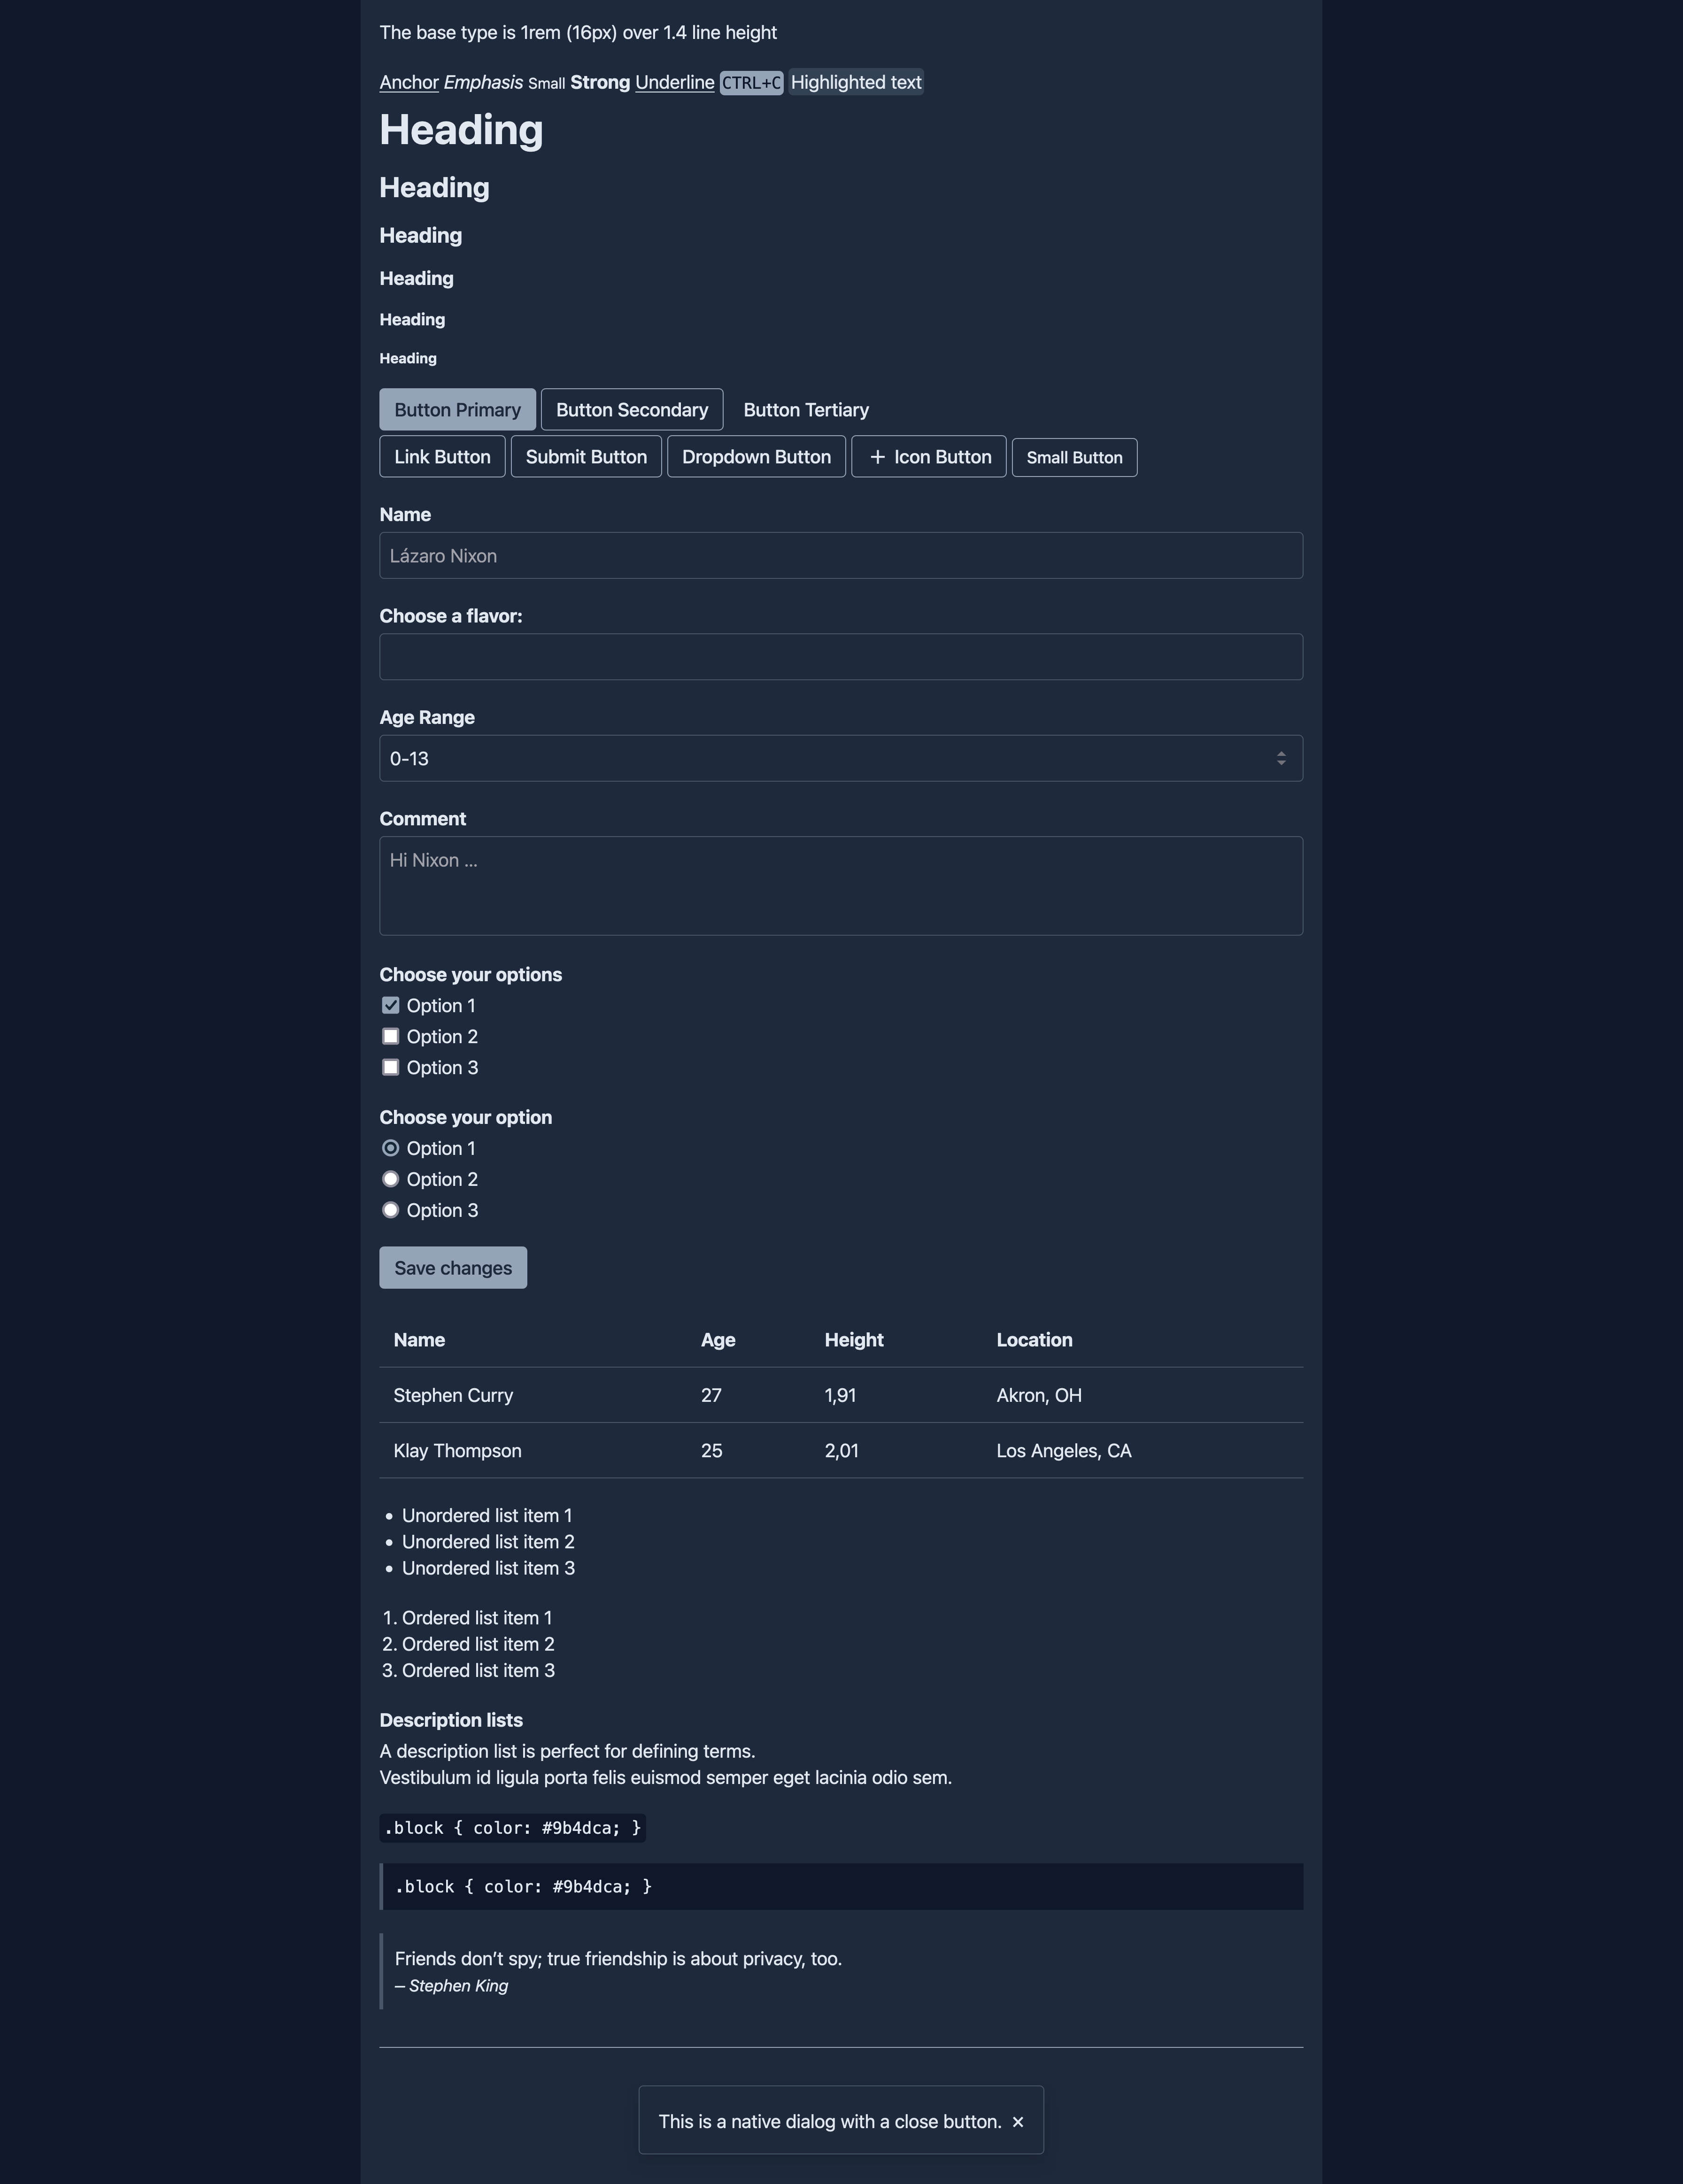 The base type is 1rem (16px) over 1.4 line height
Anchor Emphasis Small Strong Underline CTRL+C Highlighted text
Heading
Heading
Heading
Heading
Heading
Heading
Button Primary Button Secondary Button Tertiary
Link Button Submit Button Dropdown Button + Icon Button Small Button
Name
Lázaro Nixon
Choose a flavor:
Age Range
0-13
Comment
Hi Nixon ...
Choose your options
Option 1
Option 2
Option 3
Choose your option
Option 1
Option 2
Option 3
Save changes
Name Age Height Location
Stephen Curry 27 1,91 Akron, OH
Klay Thompson 25 2,01 Los Angeles, CA
• Unordered list item 1
• Unordered list item 2
• Unordered list item 3
1. Ordered list item 1
2. Ordered list item 2
3. Ordered list item 3
Description lists
A description list is perfect for defining terms.
Vestibulum id ligula porta felis euismod semper eget lacinia odio sem.
.block { color: #9b4dca; }
.block { color: #9b4dca; }
Friends don’t spy; true friendship is about privacy, too.
— Stephen King
This is a native dialog with a close button. ×